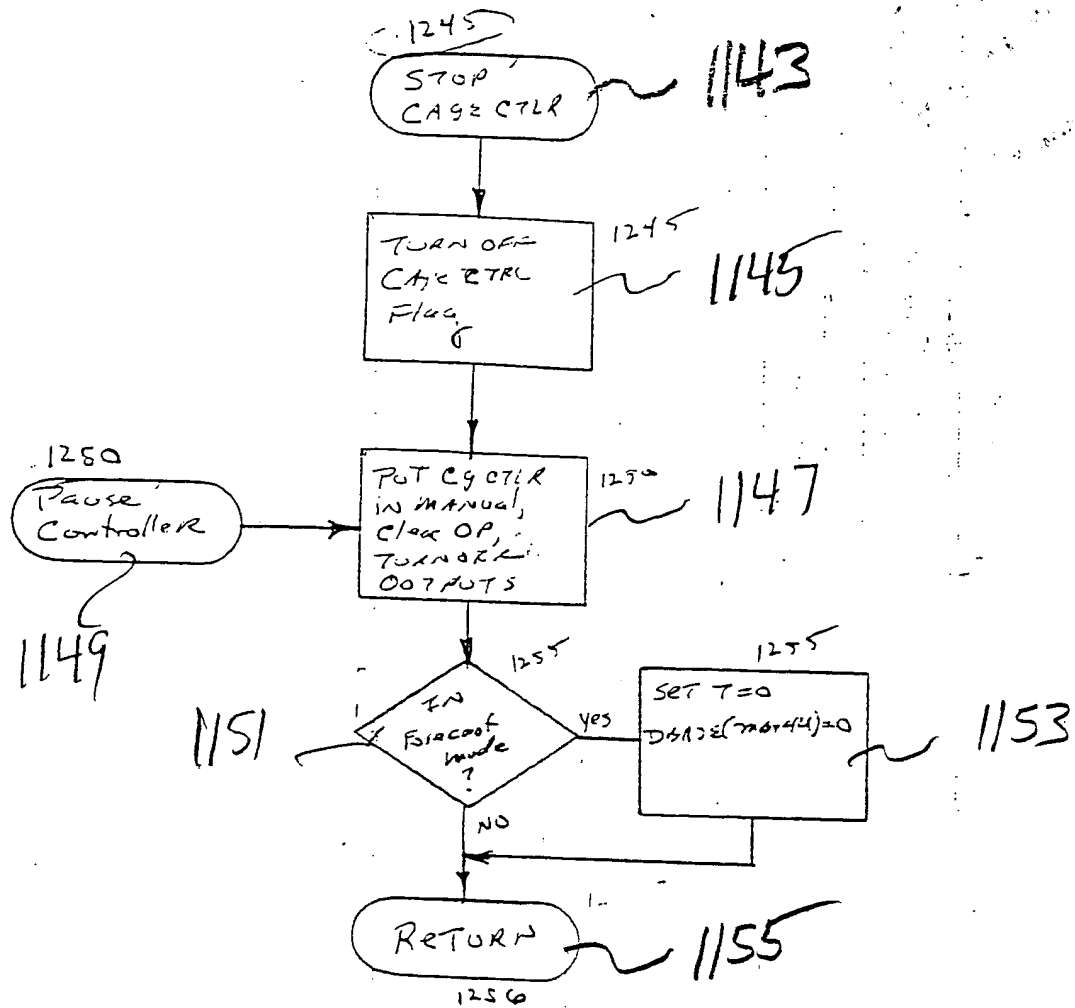 1245
STOP
CAGE CTLR
1143
TURN OFF
CAGE CTRL
Flag
1245
1145
1250
Pause
Controller
1149
PUT CG CTLR
IN MANUAL,
Clear OP,
TURN OFF
OUTPUTS
1250
1147
IN
Forecast
mode
?
1255
1151
yes
NO
1255
SET T=0
=0
1153
RETURN
1155
1256